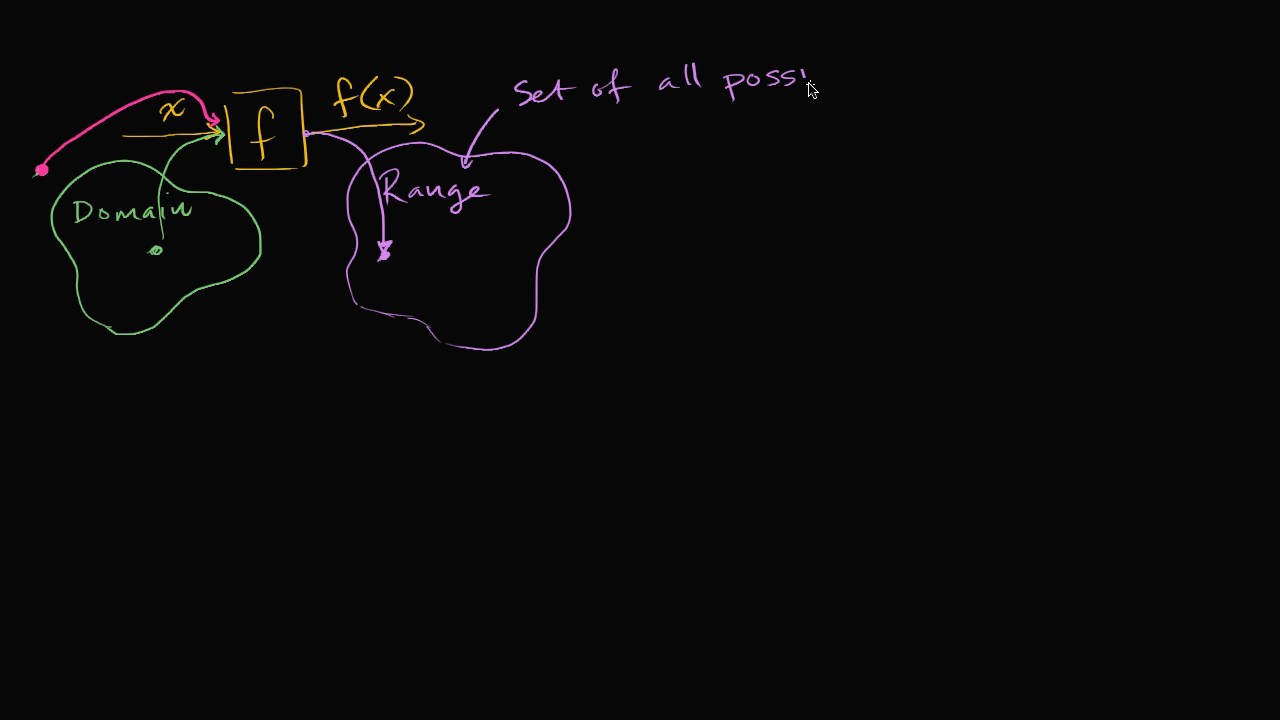 Set of all possi
f(x)
x
f
Range
Domain